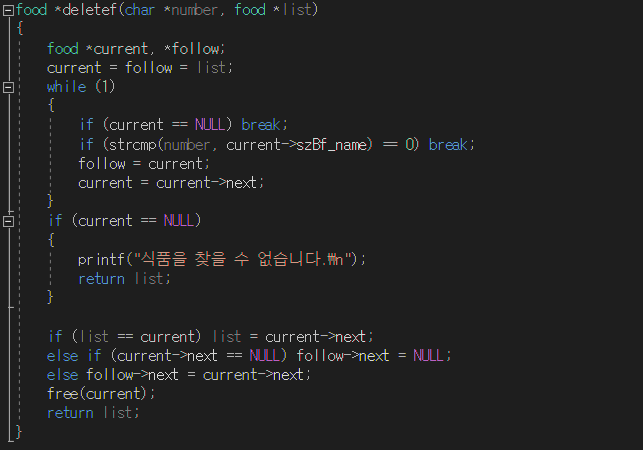 food *deletef(char *number, food *list)
{
food *current, *follow;
current = follow = list;
while (1)
{
if (current == NULL) break;
if (strcmp(number, current->szBf_name) == 0) break;
follow = current;
current = current->next;
}
if (current == NULL)
{
printf("식품을 찾을 수 없습니다.₩n");
return list;
}
if (list == current) list = current->next;
else if (current->next == NULL) follow->next = NULL;
else follow->next = current->next;
free(current);
return list;
}